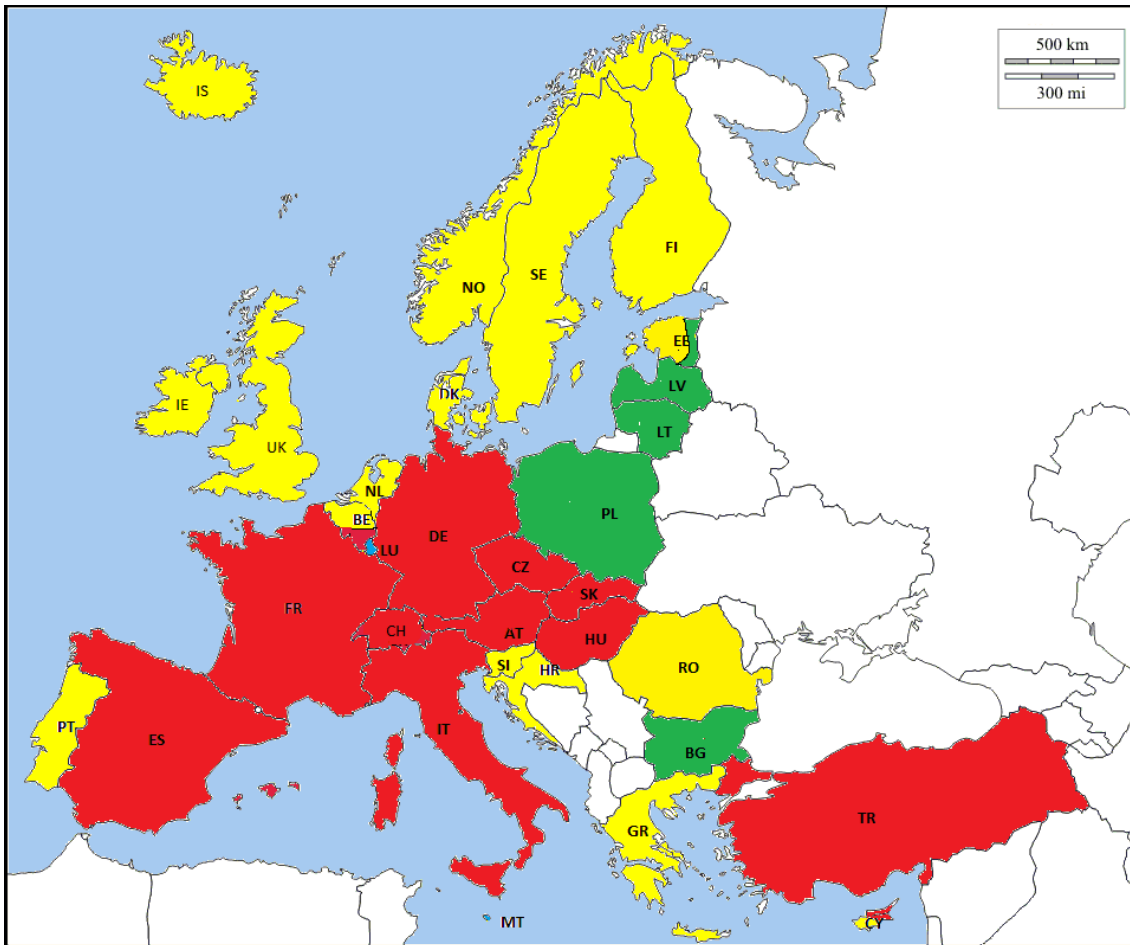 500 km
300 mi
IS
FI
SE
NO
EE
LV
DK
IE
LT
UK
NL
PL
BE
DE
LU
CZ
SK
FR
CH
AT
HU
SI
HR
RO
PT
IT
ES
BG
TR
GR
MT
CY